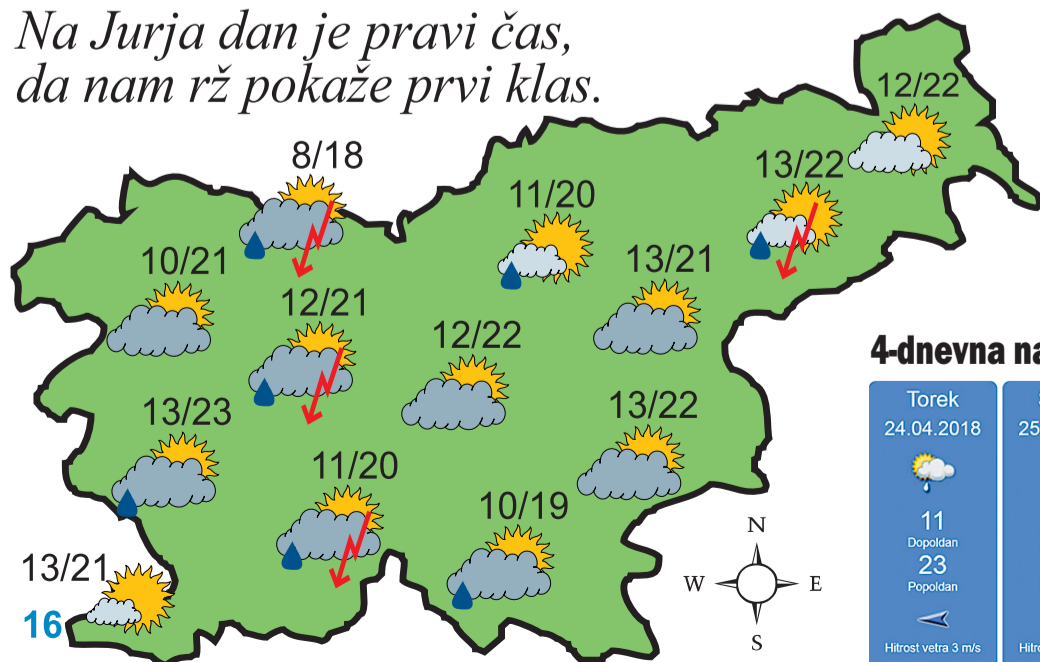 Na Jurja dan je pravi čas,
da nam rž pokaže prvi klas.
12/22
8/18
13/22
11/20
10/21
13/21
12/21
12/22
13/23
13/22
11/20
10/19
13/21
16
N
W E
S
4-dnevna
Torek
24.04.2018
11
Dopoldan
23
Popoldan
Hitrost vetra 3 m/s